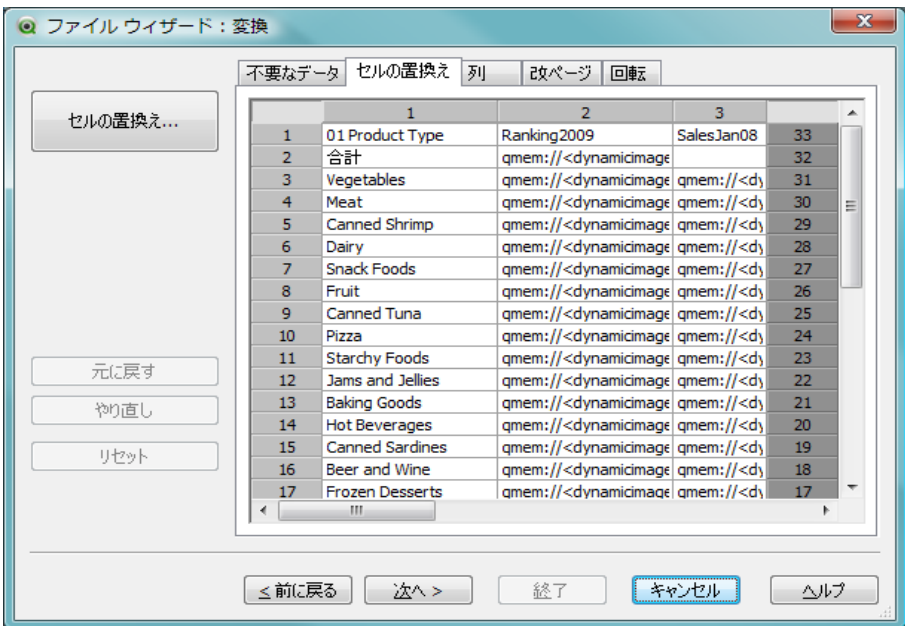 ファイル ウィザード：変換
不要なデータ セルの置換え 列 改ページ 回転
セルの置換え...
1 2 3
1 01 Product Type Ranking2009 SalesJan08 33
2 合計 qmem://<dynamicimage 32
3 Vegetables qmem://<dynamicimage qmem://<dy 31
4 Meat qmem://<dynamicimage qmem://<dy 30
5 Canned Shrimp qmem://<dynamicimage qmem://<dy 29
6 Dairy qmem://<dynamicimage qmem://<dy 28
7 Snack Foods qmem://<dynamicimage qmem://<dy 27
8 Fruit qmem://<dynamicimage qmem://<dy 26
9 Canned Tuna qmem://<dynamicimage qmem://<dy 25
10 Pizza qmem://<dynamicimage qmem://<dy 24
11 Starchy Foods qmem://<dynamicimage qmem://<dy 23
12 Jams and Jellies qmem://<dynamicimage qmem://<dy 22
13 Baking Goods qmem://<dynamicimage qmem://<dy 21
14 Hot Beverages qmem://<dynamicimage qmem://<dy 20
15 Canned Sardines qmem://<dynamicimage qmem://<dy 19
16 Beer and Wine qmem://<dynamicimage qmem://<dy 18
17 Frozen Desserts qmem://<dynamicimage qmem://<dy 17
元に戻す
やり直し
リセット
< 前に戻る 次へ > 終了 キャンセル ヘルプ